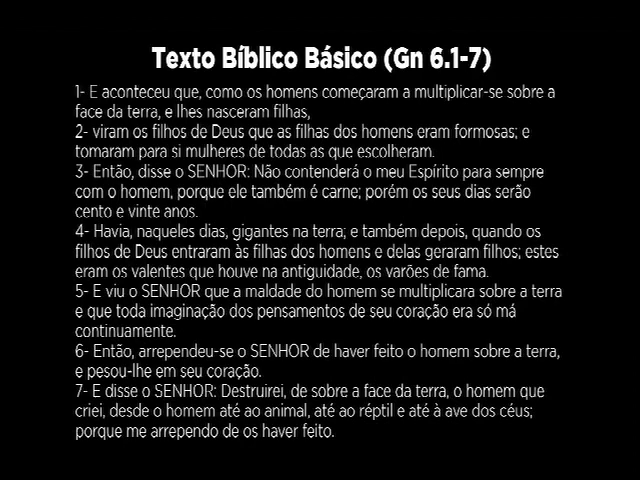 Texto Bíblico Básico (Gn 6.1-7)
1- E aconteceu que, como os homens começaram a multiplicar-se sobre a
face da terra, e lhes nasceram filhas,
2- viram os filhos de Deus que as filhas dos homens eram formosas; e
tomaram para si mulheres de todas as que escolheram.
3- Então, disse o SENHOR: Não contenderá o meu Espírito para sempre
com o homem, porque ele também é carne; porém os seus dias serão
cento e vinte anos.
4- Havia, naqueles dias, gigantes na terra; e também depois, quando os
filhos de Deus entraram às filhas dos homens e delas geraram filhos; estes
eram os valentes que houve na antiguidade, os varões de fama.
5- E viu o SENHOR que a maldade do homem se multiplicara sobre a terra
e que toda imaginação dos pensamentos de seu coração era só má
continuamente.
6- Então, arrependeu-se o SENHOR de haver feito o homem sobre a terra,
e pesou-lhe em seu coração.
7- E disse o SENHOR: Destruirei, de sobre a face da terra, o homem que
criei, desde o homem até ao animal, até ao réptil e até à ave dos céus;
porque me arrependo de os haver feito.